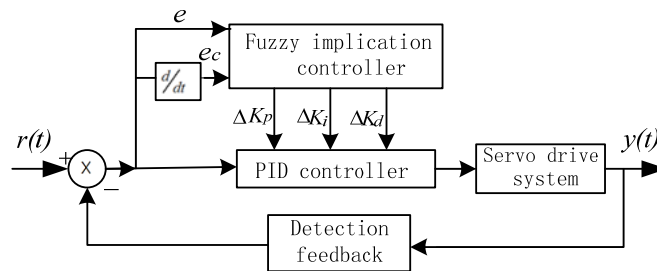 e
Fuzzy implication
controller
d/dt
ec
ΔKp
ΔKi
ΔKd
r(t)
+
x
−
PID controller
Servo drive
system
y(t)
Detection
feedback